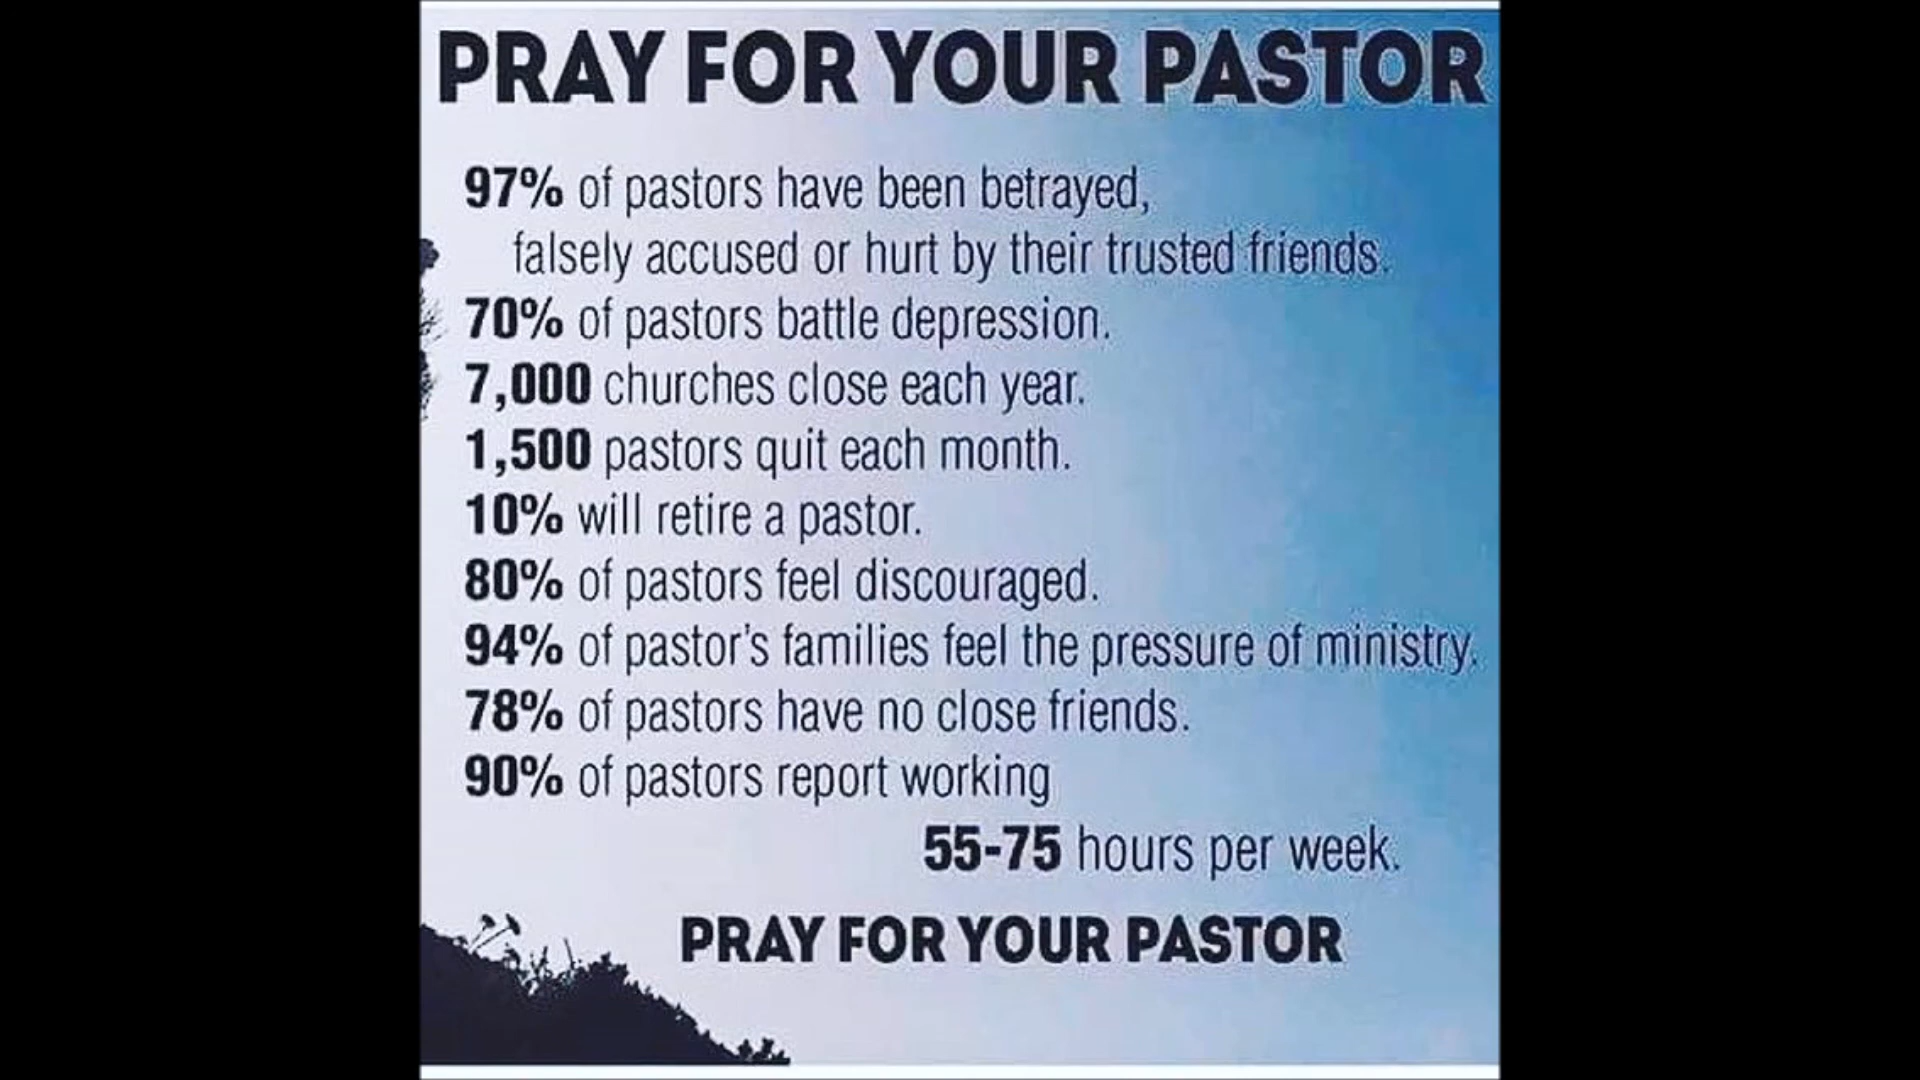 PRAY FOR YOUR PASTOR
97% of pastors have been betrayed,
falsely accused or hurt by their trusted friends.
70% of pastors battle depression.
7,000 churches close each year.
1,500 pastors quit each month.
10% will retire a pastor.
80% of pastors feel discouraged.
94% of pastor's families feel the pressure of ministry.
78% of pastors have no close friends.
90% of pastors report working
55-75 hours per week.
PRAY FOR YOUR PASTOR